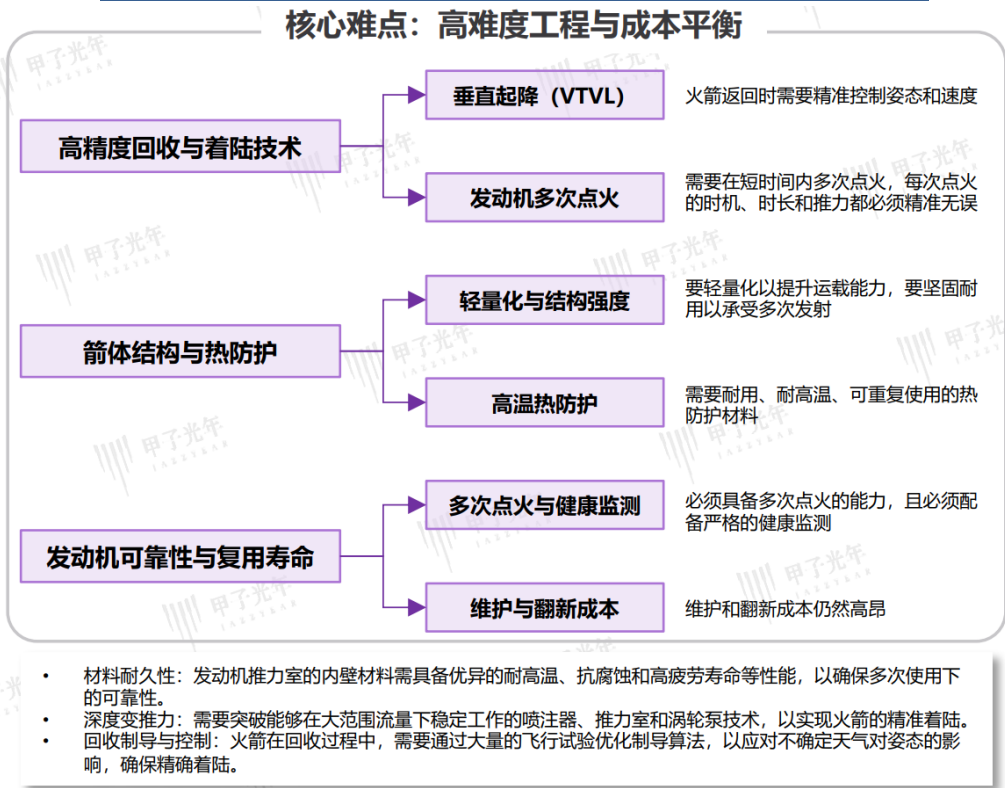 核心难点：高难度工程与成本平衡
高精度回收与着陆技术
垂直起降（VTVL）
火箭返回时需要精准控制姿态和速度
发动机多次点火
需要在短时间内多次点火，每次点火
的时机、时长和推力都必须精准无误
箭体结构与热防护
轻量化与结构强度
要轻量化以提升运载能力，要坚固耐
用以承受多次发射
高温热防护
需要耐用、耐高温、可重复使用的热
防护材料
发动机可靠性与复用寿命
多次点火与健康监测
必须具备多次点火的能力，且必须配
备严格的健康监测
维护与翻新成本
维护和翻新成本仍然高昂
• 材料耐久性：发动机推力室的内壁材料需具备优异的耐高温、抗腐蚀和高疲劳寿命等性能，以确保多次使用下
的可靠性。
• 深度变推力：需要突破能够在大范围流量下稳定工作的喷注器、推力室和涡轮泵技术，以实现火箭的精准着陆。
• 回收制导与控制：火箭在回收过程中，需要通过大量的飞行试验优化制导算法，以应对不确定天气对姿态的影
响，确保精确着陆。
甲子光年
JAZZYEAR